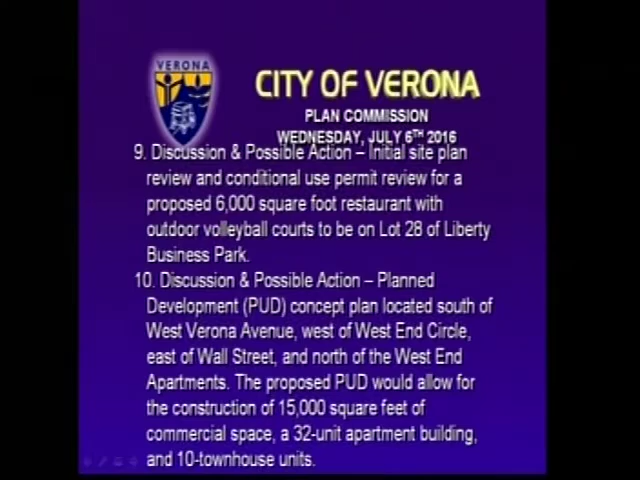 VERONA
CITY OF VERONA
PLAN COMMISSION
WEDNESDAY, JULY 6TH 2016
9. Discussion & Possible Action – Initial site plan
review and conditional use permit review for a
proposed 6,000 square foot restaurant with
outdoor volleyball courts to be on Lot 28 of Liberty
Business Park.
10. Discussion & Possible Action – Planned
Development (PUD) concept plan located south of
West Verona Avenue, west of West End Circle,
east of Wall Street, and north of the West End
Apartments. The proposed PUD would allow for
the construction of 15,000 square feet of
commercial space, a 32-unit apartment building,
and 10-townhouse units.